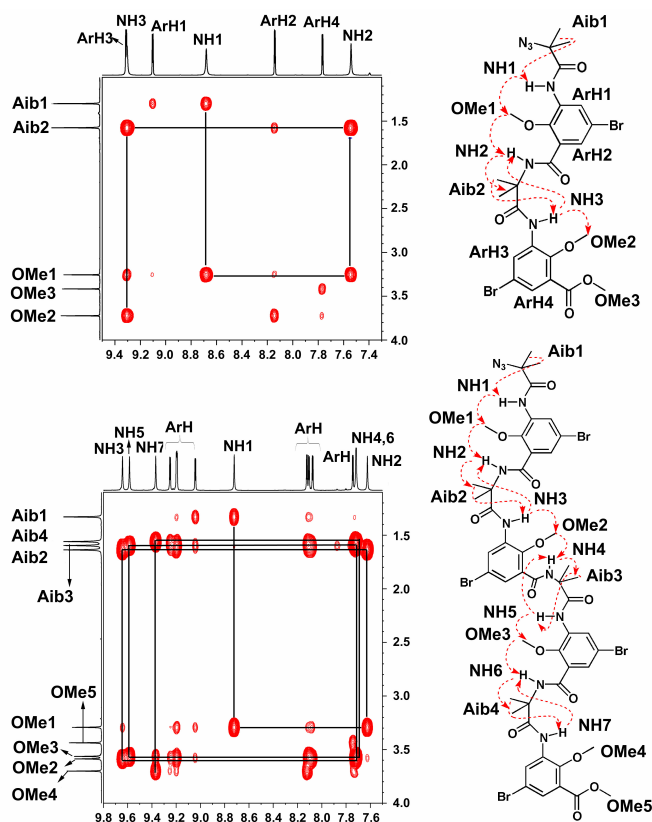 NH3
ArH3
ArH1
NH1
ArH2
ArH4
NH2
Aib1
Aib2
OMe1
OMe3
OMe2
1.5
2.0
2.5
3.0
3.5
4.0
9.4 9.2 9.0 8.8 8.6 8.4 8.2 8.0 7.8 7.6 7.4
Aib1
N3
O
NH1
H
N
ArH1
OMe1
O
Br
NH2
H
N
O
ArH2
Aib2
NH3
O
N
H
ArH3
O
OMe2
Br
ArH4
O
O
OMe3
NH3
NH5
NH7
ArH
NH1
ArH
ArH
NH4,6
NH2
Aib1
Aib4
Aib2
Aib3
OMe5
OMe1
OMe3
OMe2
OMe4
1.5
2.0
2.5
3.0
3.5
4.0
9.8 9.6 9.4 9.2 9.0 8.8 8.6 8.4 8.2 8.0 7.8 7.6
Aib1
N3
O
NH1
H
N
OMe1
O
Br
NH2
H
N
O
Aib2
NH3
O
N
H
O
OMe2
H
NH4
Br
O
N
Aib3
O
NH5
H
N
OMe3
O
Br
NH6
H
N
O
Aib4
O
N
H
NH7
O
OMe4
Br
O
O
OMe5